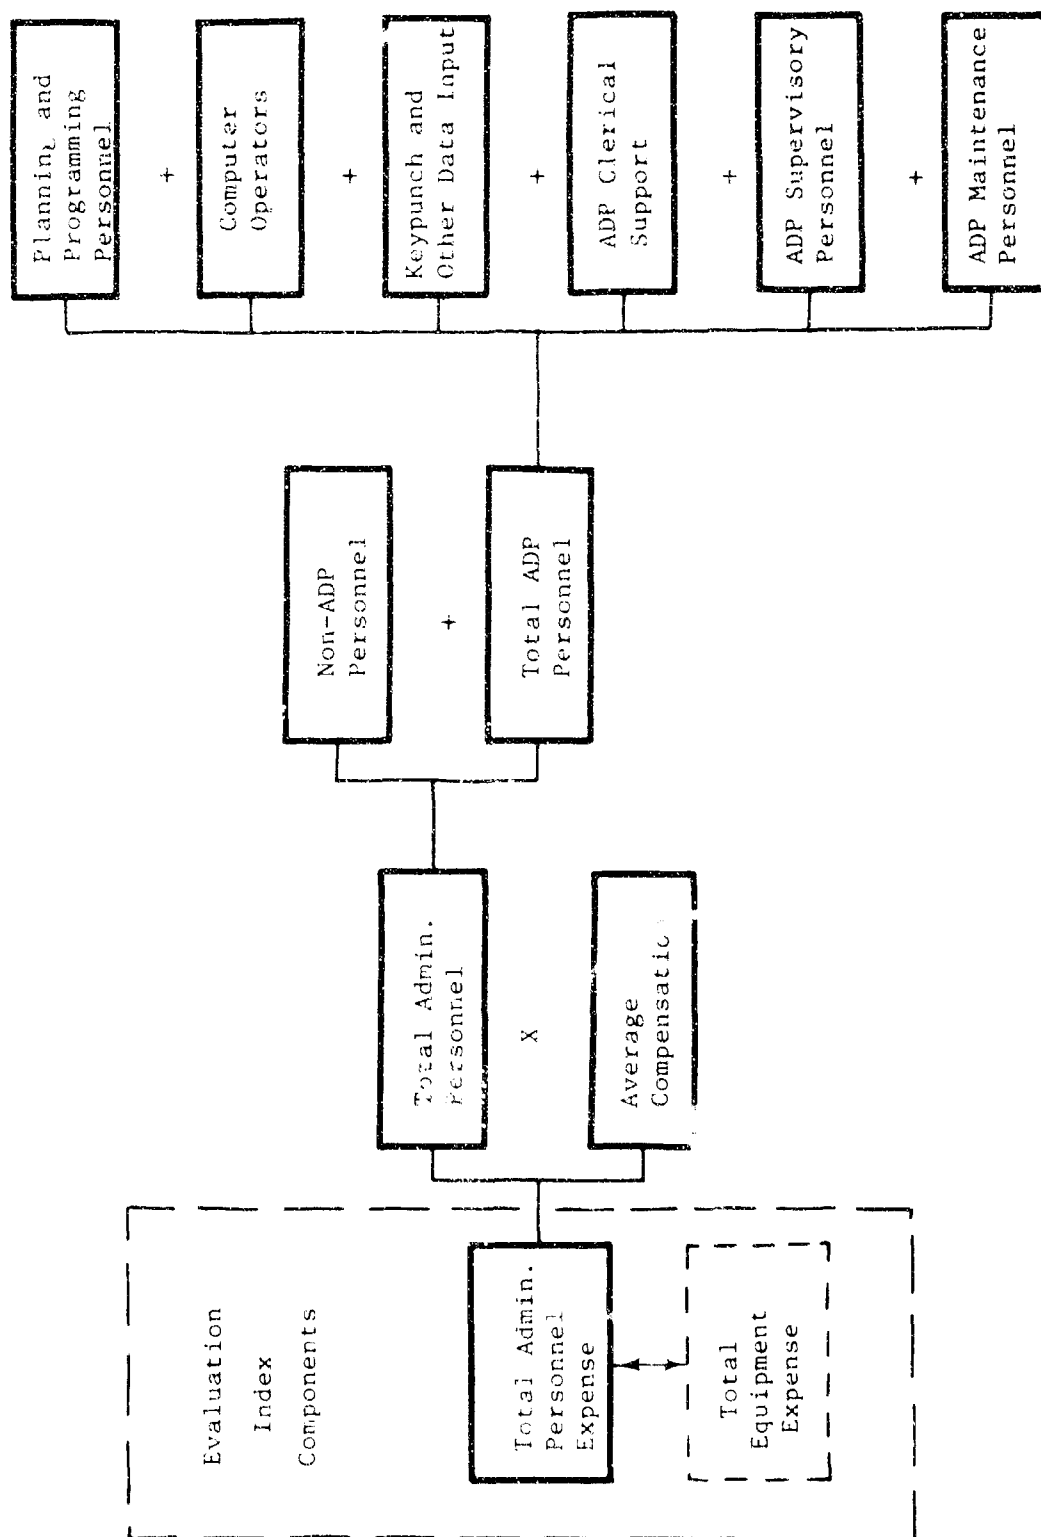 Evaluation
Index
Components
Total Admin.
Personnel
Expense
Total
Equipment
Expense
Total Admin.
Personnel
X
Average
Compensatio
Non-ADP
Personnel
+
Total ADP
Personnel
Planning and
Programming
Personnel
+
Computer
Operators
+
Keypunch and
Other Data Input
+
ADP Clerical
Support
+
ADP Supervisory
Personnel
+
ADP Maintenance
Personnel